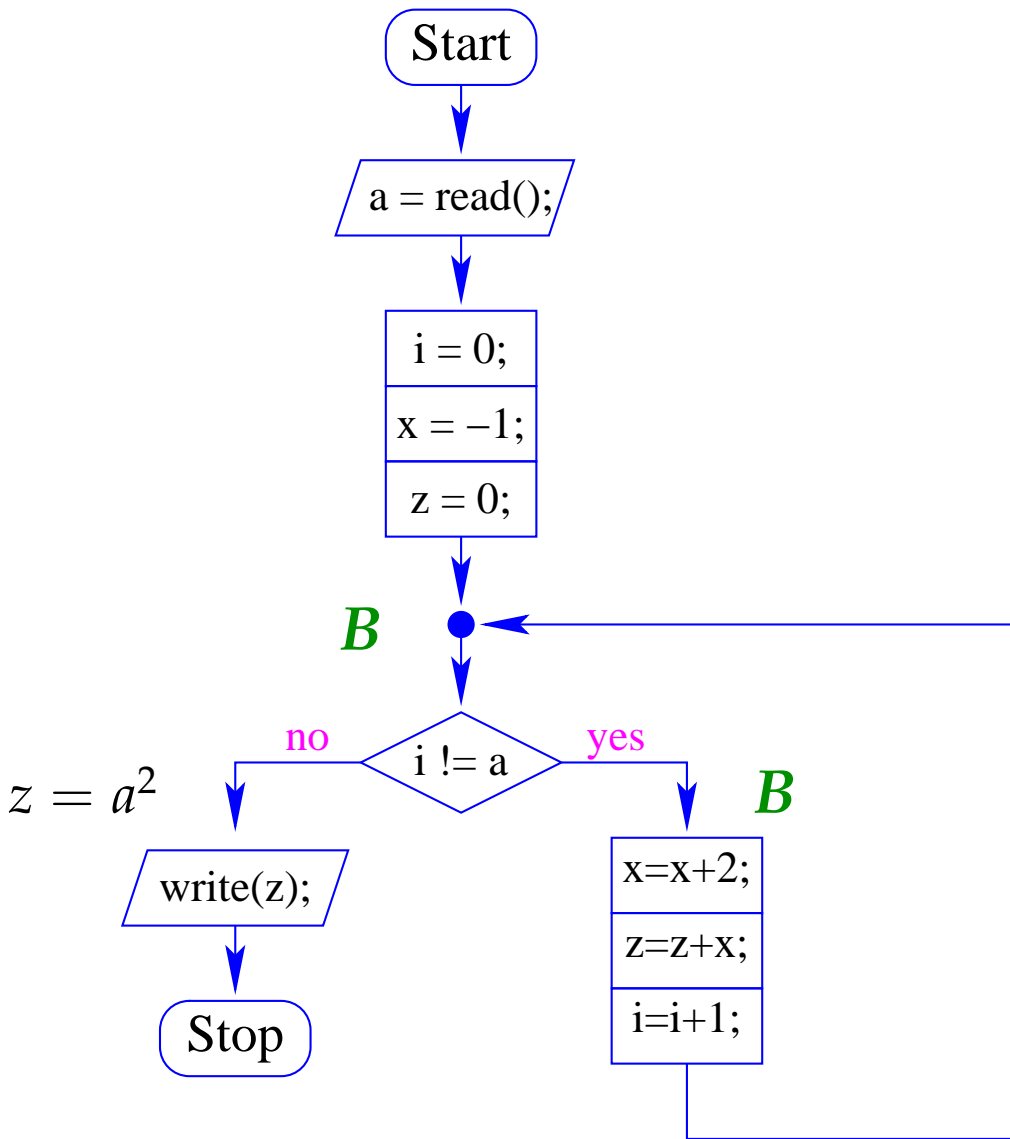 Start
a = read();
i = 0;
x = –1;
z = 0;
B
no
i != a
yes
z = a²
B
write(z);
x=x+2;
z=z+x;
i=i+1;
Stop